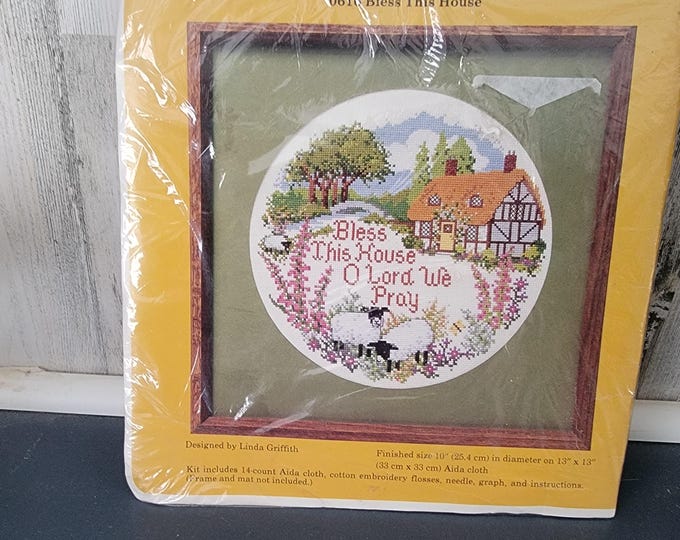 0610 Bless This House
Bless
This House
O Lord We
Pray
Designed by Linda Griffith
Finished size 10" (25.4 cm) in diameter on 13" x 13"
(33 cm x 33 cm) Aida cloth
Kit includes 14-count Aida cloth, cotton embroidery flosses, needle, graph, and instructions.
(Frame and mat not included.)